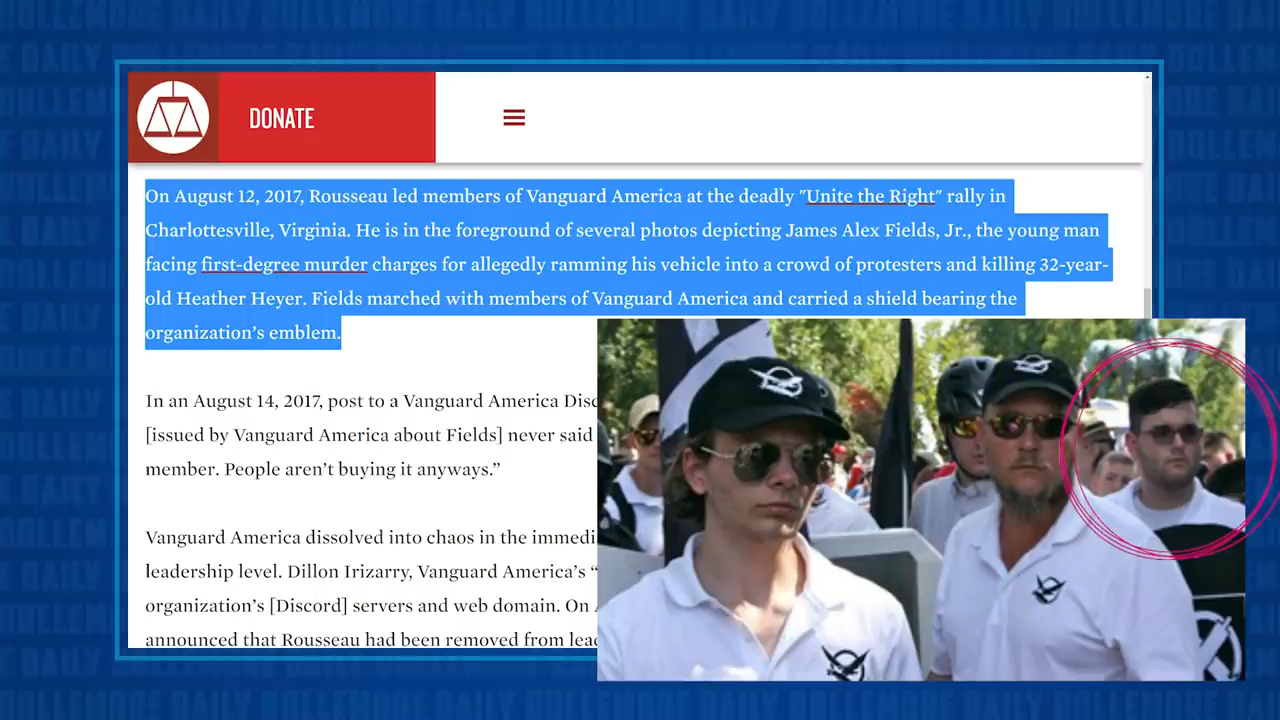 DONATE
On August 12, 2017, Rousseau led members of Vanguard America at the deadly "Unite the Right" rally in
Charlottesville, Virginia. He is in the foreground of several photos depicting James Alex Fields, Jr., the young man
facing first-degree murder charges for allegedly ramming his vehicle into a crowd of protesters and killing 32-year-
old Heather Heyer. Fields marched with members of Vanguard America and carried a shield bearing the
organization’s emblem.
In an August 14, 2017, post to a Vanguard America Disc
[issued by Vanguard America about Fields] never said
member. People aren’t buying it anyways.”
Vanguard America dissolved into chaos in the immedi
leadership level. Dillon Irizarry, Vanguard America’s “
organization’s [Discord] servers and web domain. On A
announced that Rousseau had been removed from lead